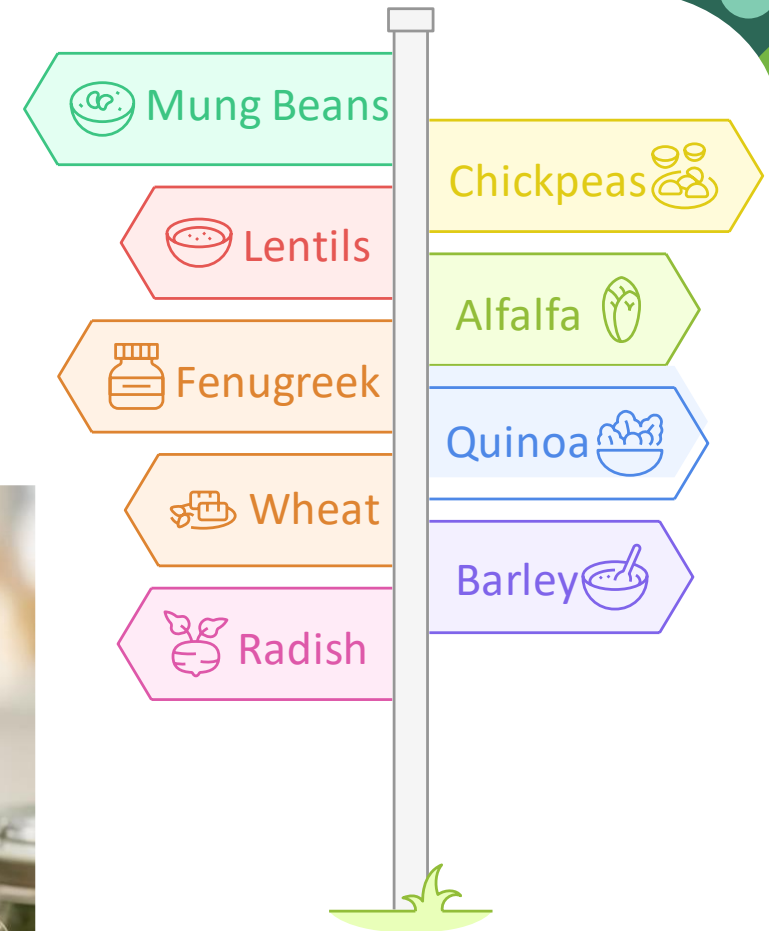 Mung Beans
Chickpeas
Lentils
Alfalfa
Fenugreek
Quinoa
Wheat
Barley
Radish